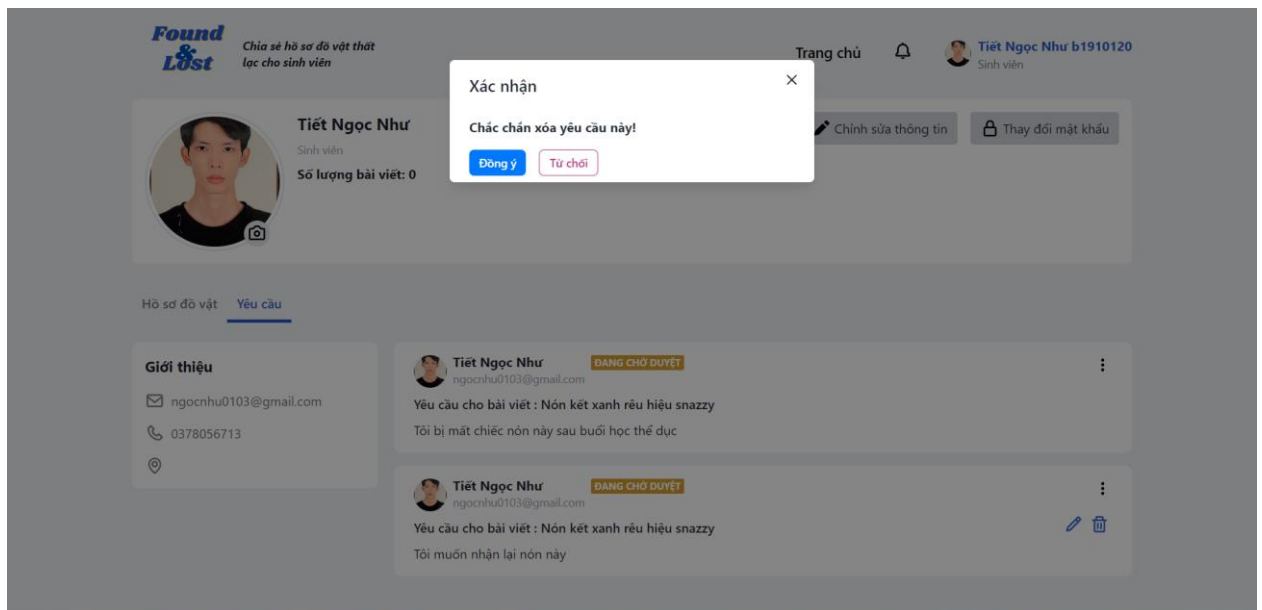 Found
&
Lost
Chia sẻ hồ sơ đồ vật thất
lạc cho sinh viên
Trang chủ
Tiết Ngọc Như b1910120
Sinh viên
Xác nhận
Chắc chắn xóa yêu cầu này!
Đồng ý
Từ chối
Tiết Ngọc Như
Sinh viên
Số lượng bài viết: 0
Chỉnh sửa thông tin
Thay đổi mật khẩu
Hồ sơ đồ vật
Yêu cầu
Giới thiệu
ngocnhu0103@gmail.com
0378056713
Tiết Ngọc Như
ĐANG CHỜ DUYỆT
ngocnhu0103@gmail.com
Yêu cầu cho bài viết : Nón kết xanh rêu hiệu snazzy
Tôi bị mất chiếc nón này sau buổi học thể dục
Tiết Ngọc Như
ĐANG CHỜ DUYỆT
ngocnhu0103@gmail.com
Yêu cầu cho bài viết : Nón kết xanh rêu hiệu snazzy
Tôi muốn nhận lại nón này